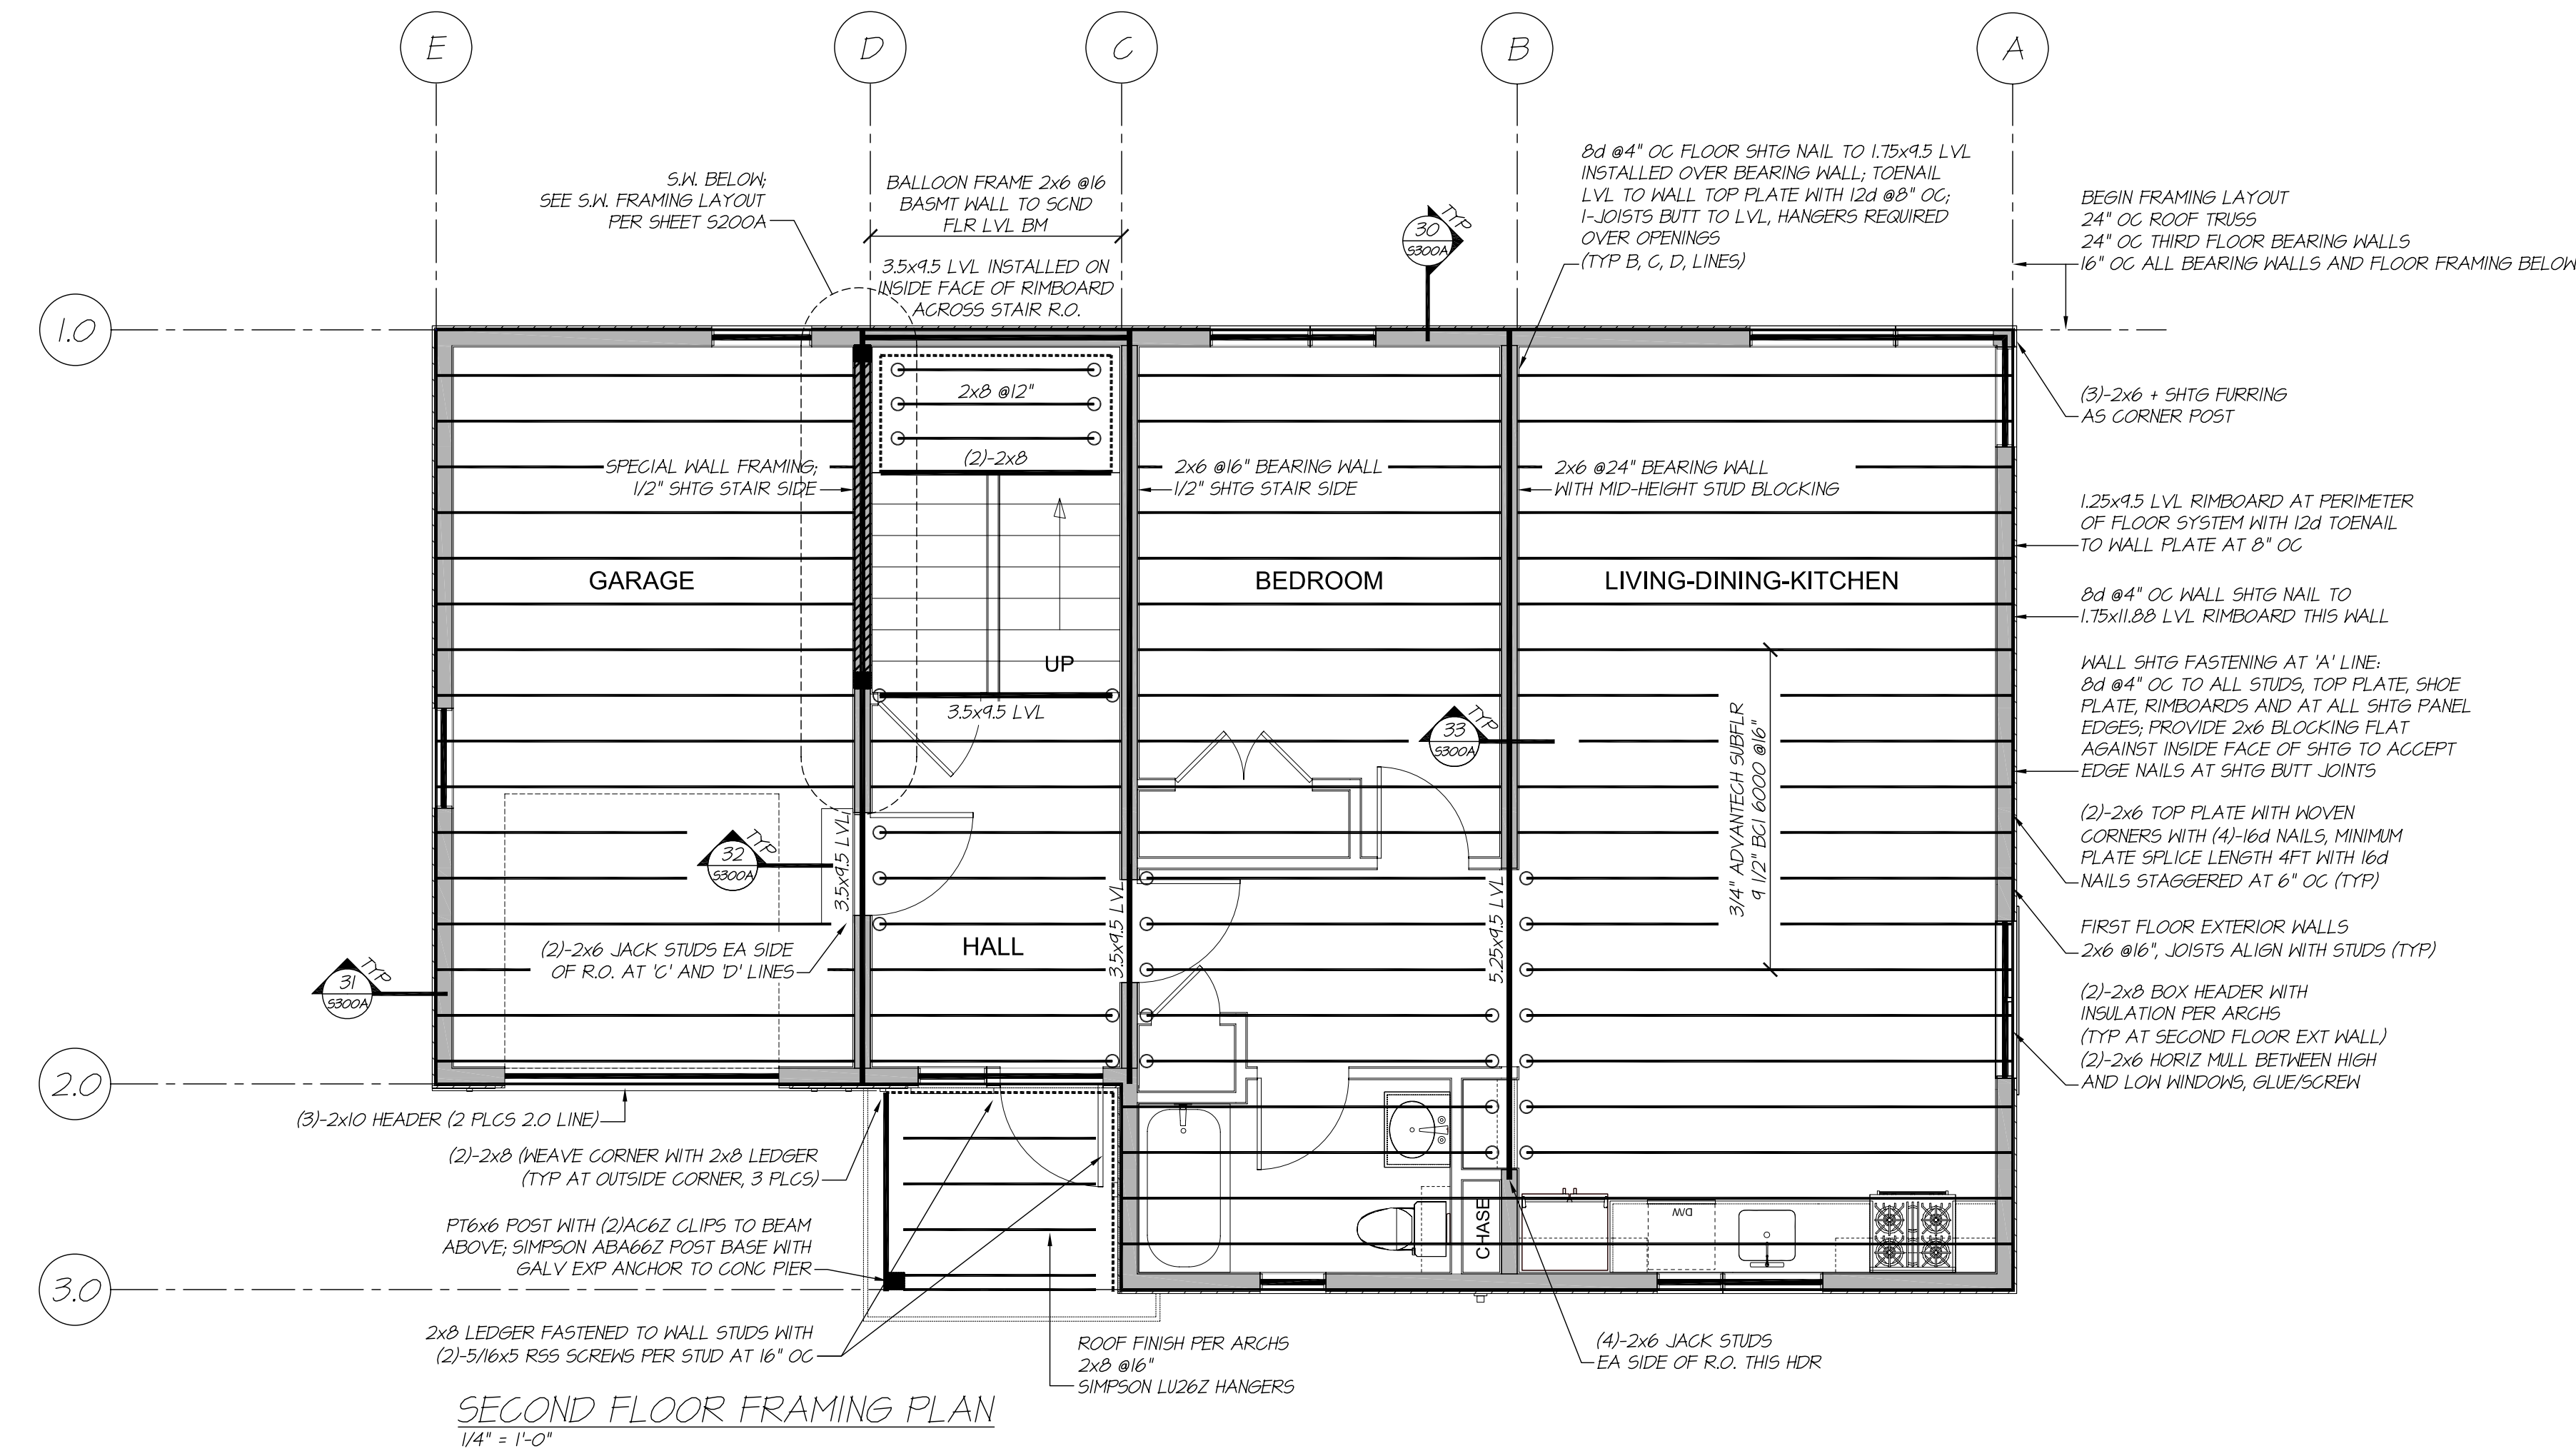 E
D
C
B
A
1.0
2.0
3.0
S.W. BELOW;
SEE S.W. FRAMING LAYOUT
PER SHEET S200A
BALLOON FRAME 2x6 @16
BASMT WALL TO SCND
FLR LVL BM
3.5x9.5 LVL INSTALLED ON
INSIDE FACE OF RIMBOARD
ACROSS STAIR R.O.
30
S300A
TYP
8d @4" OC FLOOR SHTG NAIL TO 1.75x9.5 LVL
INSTALLED OVER BEARING WALL; TOENAIL
LVL TO WALL TOP PLATE WITH 12d @8" OC;
I-JOISTS BUTT TO LVL, HANGERS REQUIRED
OVER OPENINGS
(TYP B, C, D, LINES)
BEGIN FRAMING LAYOUT
24" OC ROOF TRUSS
24" OC THIRD FLOOR BEARING WALLS
16" OC ALL BEARING WALLS AND FLOOR FRAMING BELOW
(3)-2x6 + SHTG FURRING
AS CORNER POST
1.25x9.5 LVL RIMBOARD AT PERIMETER
OF FLOOR SYSTEM WITH 12d TOENAIL
TO WALL PLATE AT 8" OC
8d @4" OC WALL SHTG NAIL TO
1.75x11.88 LVL RIMBOARD THIS WALL
WALL SHTG FASTENING AT 'A' LINE:
8d @4" OC TO ALL STUDS, TOP PLATE, SHOE
PLATE, RIMBOARDS AND AT ALL SHTG PANEL
EDGES; PROVIDE 2x6 BLOCKING FLAT
AGAINST INSIDE FACE OF SHTG TO ACCEPT
EDGE NAILS AT SHTG BUTT JOINTS
(2)-2x6 TOP PLATE WITH WOVEN
CORNERS WITH (4)-16d NAILS, MINIMUM
PLATE SPLICE LENGTH 4FT WITH 16d
NAILS STAGGERED AT 6" OC (TYP)
FIRST FLOOR EXTERIOR WALLS
2x6 @16", JOISTS ALIGN WITH STUDS (TYP)
(2)-2x8 BOX HEADER WITH
INSULATION PER ARCHS
(TYP AT SECOND FLOOR EXT WALL)
(2)-2x6 HORIZ MULL BETWEEN HIGH
AND LOW WINDOWS, GLUE/SCREW
2x8 @12"
(2)-2x8
SPECIAL WALL FRAMING;
1/2" SHTG STAIR SIDE
2x6 @16" BEARING WALL
1/2" SHTG STAIR SIDE
2x6 @24" BEARING WALL
WITH MID-HEIGHT STUD BLOCKING
GARAGE
BEDROOM
LIVING-DINING-KITCHEN
UP
3.5x9.5 LVL
33
S300A
TYP
3/4" ADVANTECH SUBFLR
9 1/2" BCI 6000 @16"
32
S300A
TYP
3.5x9.5 LVL
3.5x9.5 LVL
5.25x9.5 LVL
HALL
(2)-2x6 JACK STUDS EA SIDE
OF R.O. AT 'C' AND 'D' LINES
31
S300A
TYP
(3)-2x10 HEADER (2 PLCS 2.0 LINE)
(2)-2x8 (WEAVE CORNER WITH 2x8 LEDGER
(TYP AT OUTSIDE CORNER, 3 PLCS)
PT6x6 POST WITH (2)AC6Z CLIPS TO BEAM
ABOVE; SIMPSON ABA66Z POST BASE WITH
GALV EXP ANCHOR TO CONC PIER
2x8 LEDGER FASTENED TO WALL STUDS WITH
(2)-5/16x5 RSS SCREWS PER STUD AT 16" OC
CHASE
D/W
ROOF FINISH PER ARCHS
2x8 @16"
SIMPSON LU26Z HANGERS
(4)-2x6 JACK STUDS
EA SIDE OF R.O. THIS HDR
SECOND FLOOR FRAMING PLAN
1/4" = 1'-0"